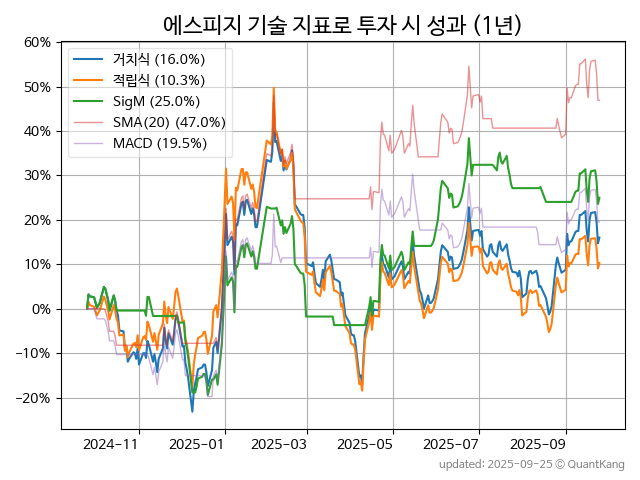 에스피지 기술 지표로 투자 시 성과 (1년)
60%
50%
40%
30%
20%
10%
0%
−10%
−20%
거치식 (16.0%)
적립식 (10.3%)
SigM (25.0%)
SMA(20) (47.0%)
MACD (19.5%)
2024-11
2025-01
2025-03
2025-05
2025-07
2025-09
updated: 2025-09-25 © QuantKang